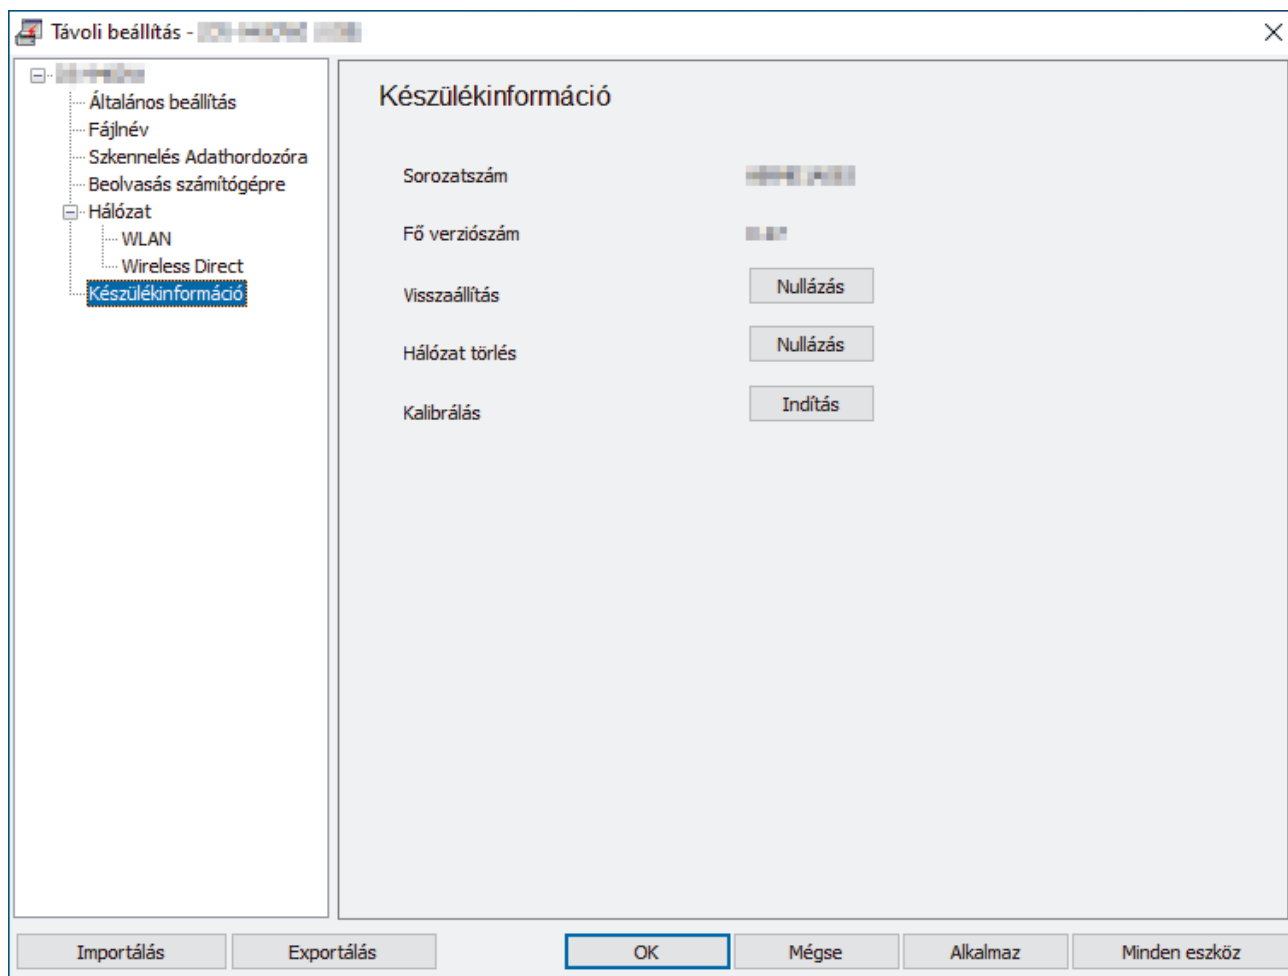 Távoli beállítás -
Általános beállítás
Fájlnév
Szkennelés Adathordozóra
Beolvasás számítógépre
Hálózat
WLAN
Wireless Direct
Készülékinformáció
Készülékinformáció
Sorozatszám
Fő verziószám
Visszaállítás Nullázás
Hálózat törlés Nullázás
Kalibrálás Indítás
Importálás Exportálás OK Mégse Alkalmaz Minden eszköz